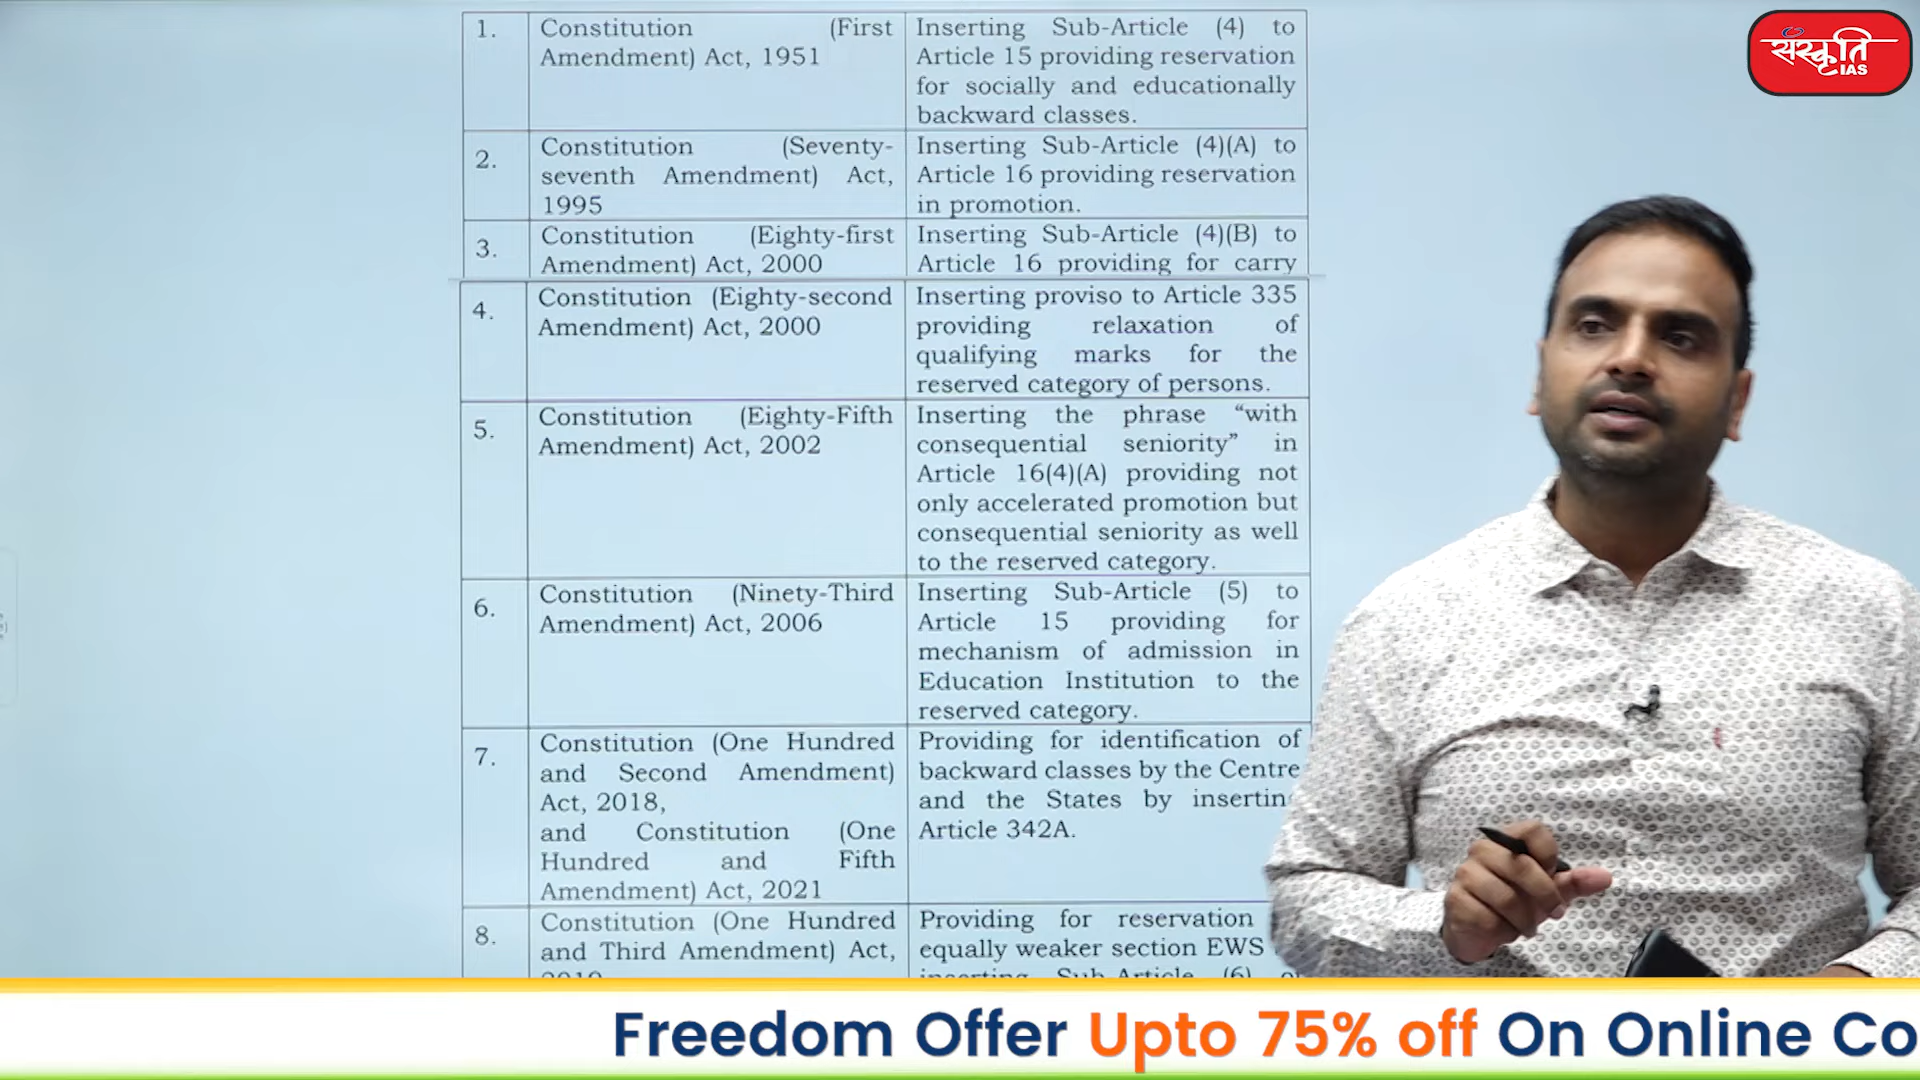 1.
Constitution (First
Amendment) Act, 1951
Inserting Sub-Article (4) to
Article 15 providing reservation
for socially and educationally
backward classes.
2.
Constitution (Seventy-
seventh Amendment) Act,
1995
Inserting Sub-Article (4)(A) to
Article 16 providing reservation
in promotion.
3.
Constitution (Eighty-first
Amendment) Act, 2000
Inserting Sub-Article (4)(B) to
Article 16 providing for carry
4.
Constitution (Eighty-second
Amendment) Act, 2000
Inserting proviso to Article 335
providing relaxation of
qualifying marks for the
reserved category of persons.
5.
Constitution (Eighty-Fifth
Amendment) Act, 2002
Inserting the phrase “with
consequential seniority” in
Article 16(4)(A) providing not
only accelerated promotion but
consequential seniority as well
to the reserved category.
6.
Constitution (Ninety-Third
Amendment) Act, 2006
Inserting Sub-Article (5) to
Article 15 providing for
mechanism of admission in
Education Institution to the
reserved category.
7.
Constitution (One Hundred
and Second Amendment)
Act, 2018,
and Constitution (One
Hundred and Fifth
Amendment) Act, 2021
Providing for identification of
backward classes by the Centre
and the States by inserting
Article 342A.
8.
Constitution (One Hundred
and Third Amendment) Act,
Providing for reservation
equally weaker section EWS
inserting Sub-Article (6)
संस्कृति
IAS
Freedom Offer Upto 75% off On Online Co